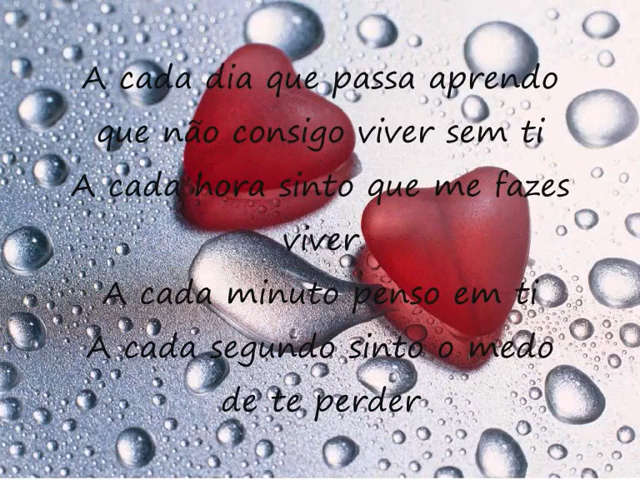 A cada dia que passa aprendo
que não consigo viver sem ti
A cada hora sinto que me fazes
viver
A cada minuto penso em ti
A cada segundo sinto o medo
de te perder